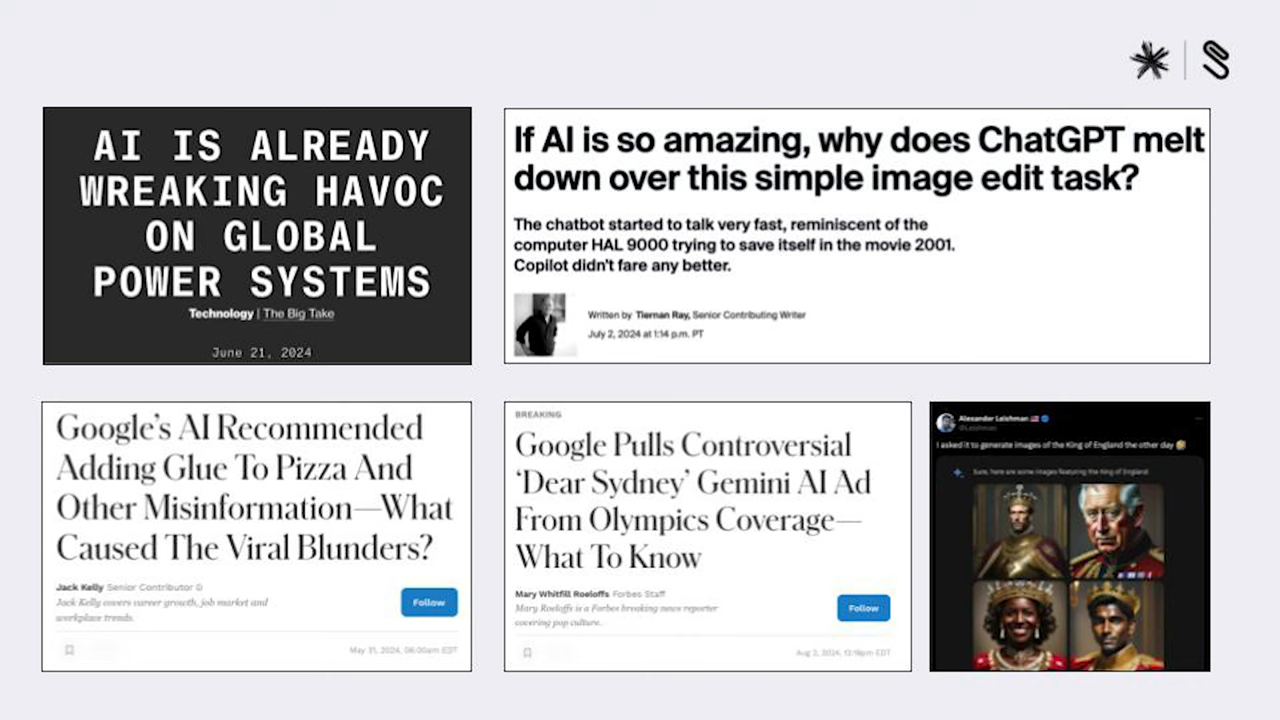 AI IS ALREADY
WREAKING HAVOC
ON GLOBAL
POWER SYSTEMS
Technology | The Big Take
June 21, 2024
If AI is so amazing, why does ChatGPT melt
down over this simple image edit task?
The chatbot started to talk very fast, reminiscent of the
computer HAL 9000 trying to save itself in the movie 2001.
Copilot didn't fare any better.
Written by Tiernan Ray, Senior Contributing Writer
July 2, 2024 at 1:14 p.m. PT
Google's AI Recommended
Adding Glue To Pizza And
Other Misinformation—What
Caused The Viral Blunders?
Jack Kelly Senior Contributor
Jack Kelly covers career growth, job market and
workplace trends.
Follow
May 31, 2024, 06:00am EDT
BREAKING
Google Pulls Controversial
‘Dear Sydney’ Gemini AI Ad
From Olympics Coverage—
What To Know
Mary Whitfill Roeloffs Forbes Staff
Mary Roeloffs is a Forbes breaking news reporter
covering pop culture.
Follow
Aug 2, 2024, 12:19pm EDT
Alexander Leishman
@Leishman
I asked it to generate images of the King of England the other day
Sure, here are some images featuring the King of England: